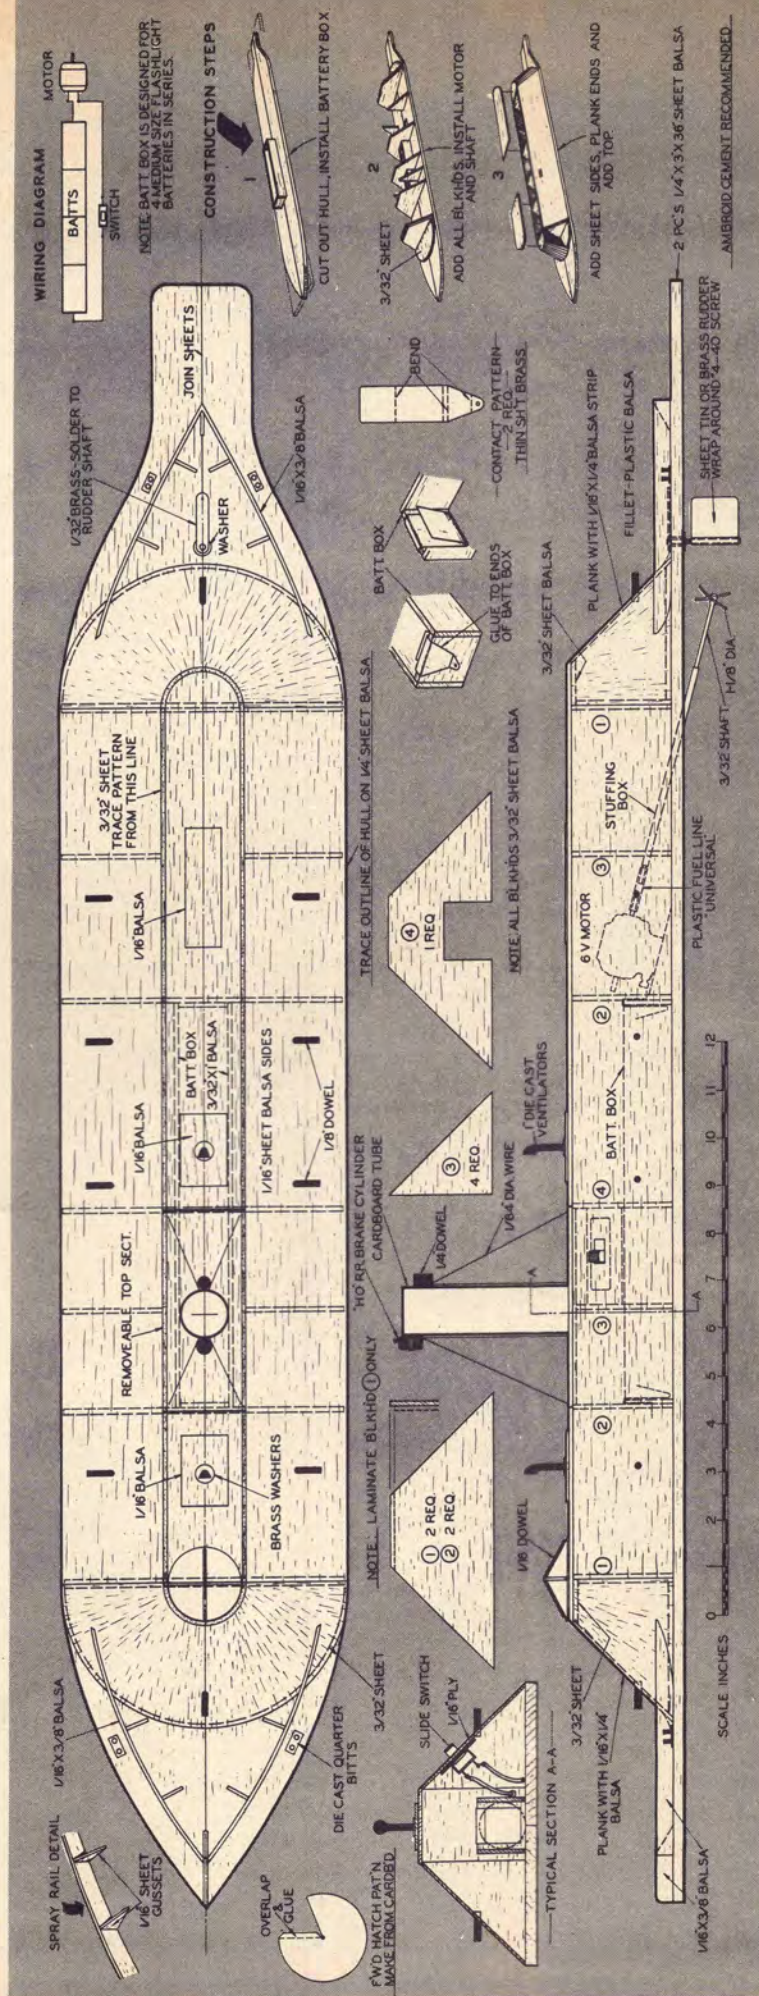 SPRAY RAIL DETAIL
1/16" SHEET
GUSSETS
1/16"X3/8"BALSA
1/16"BALSA
REMOVEABLE TOP SECT.
1/16"BALSA
1/16"BALSA
3/32" SHEET
TRACE PATTERN
FROM THIS LINE
1/32"BRASS-SOLDER TO
RUDDER SHAFT
JOIN SHEETS
WASHER
1/16"X3/8"BALSA
BATT BOX
3/32X1 BALSA
1/16"SHEET BALSA SIDES
1/8"DOWEL
BRASS WASHERS
3/32"SHEET
DIE CAST QUARTER
BITTS
TRACE OUTLINE OF HULL ON 1/4" SHEET BALSA
WIRING DIAGRAM
MOTOR
BATTS
SWITCH
NOTE: BATT BOX IS DESIGNED FOR
4 MEDIUM SIZE FLASHLIGHT
BATTERIES IN SERIES.
CONSTRUCTION STEPS
1
CUT OUT HULL, INSTALL BATTERY BOX
2
3/32"SHEET
ADD ALL BLKHDS, INSTALL MOTOR
AND SHAFT
3
ADD SHEET SIDES, PLANK ENDS AND
ADD TOP.
OVERLAP
&
GLUE
F'W'D HATCH PAT'N
MAKE FROM CARDB'D
SLIDE SWITCH
1/16"PLY
TYPICAL SECTION A-A
NOTE: LAMINATE BLKHD ① ONLY
① 2 REQ.
② 2 REQ.
"HO" R.R. BRAKE CYLINDER
CARDBOARD TUBE
1/4 DOWEL
1/64" DIA WIRE
③
4 REQ.
④
1 REQ
NOTE: ALL BLKHDS 3/32" SHEET BALSA
BATT BOX
GLUE TO ENDS
OF BATT BOX
BEND
CONTACT PATTERN
2 REQ.
THIN SH'T BRASS
1/16 DOWEL
1" DIE CAST
VENTILATORS
3/32" SHEET BALSA
PLANK WITH 1/16"X1/4"BALSA STRIP
FILLET-PLASTIC BALSA
2 PC'S 1/4"X3"X36" SHEET BALSA
3/32" SHEET
PLANK WITH 1/16"X1/4"
BALSA
1/16"X3/8"BALSA
①
②
③
④
BATT. BOX
②
6V MOTOR
③
STUFFING
BOX
①
A
A
PLASTIC FUEL LINE
"UNIVERSAL"
3/32"SHAFT
1-1/8" DIA
SHEET TIN OR BRASS RUDDER
WRAP AROUND #4-40 SCREW
SCALE INCHES
0 1 2 3 4 5 6 7 8 9 10 11 12
AMBROID CEMENT RECOMMENDED